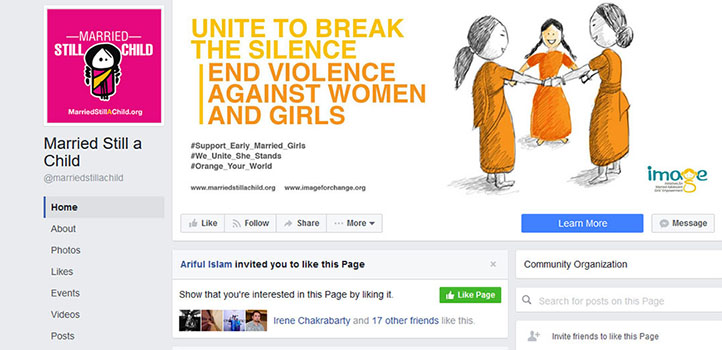 —MARRIED—
STILL A CHILD
MarriedStillAChild.org
Married Still a
Child
@marriedstillachild
Home
About
Photos
Likes
Events
Videos
Posts
UNITE TO BREAK
THE SILENCE
END VIOLENCE
AGAINST WOMEN
AND GIRLS
#Support_Early_Married_Girls
#We_Unite_She_Stands
#Orange_Your_World
www.marriedstillachild.org www.imageforchange.org
image
Like Follow Share ··· More
Learn More
Message
Ariful Islam invited you to like this Page
×
Show that you're interested in this Page by liking it.
Like Page
Irene Chakrabarty and 17 other friends like this.
Community Organization
Search for posts on this Page
Invite friends to like this Page